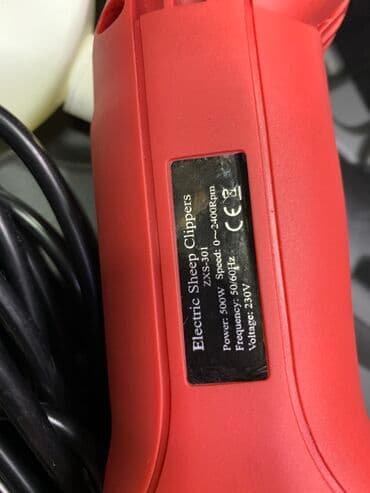 Electric Sheep Clippers
ZXS-301
Power: 500W Speed: 0~2400Rpm
Frequency: 50/60Hz
Voltage: 230V
CE